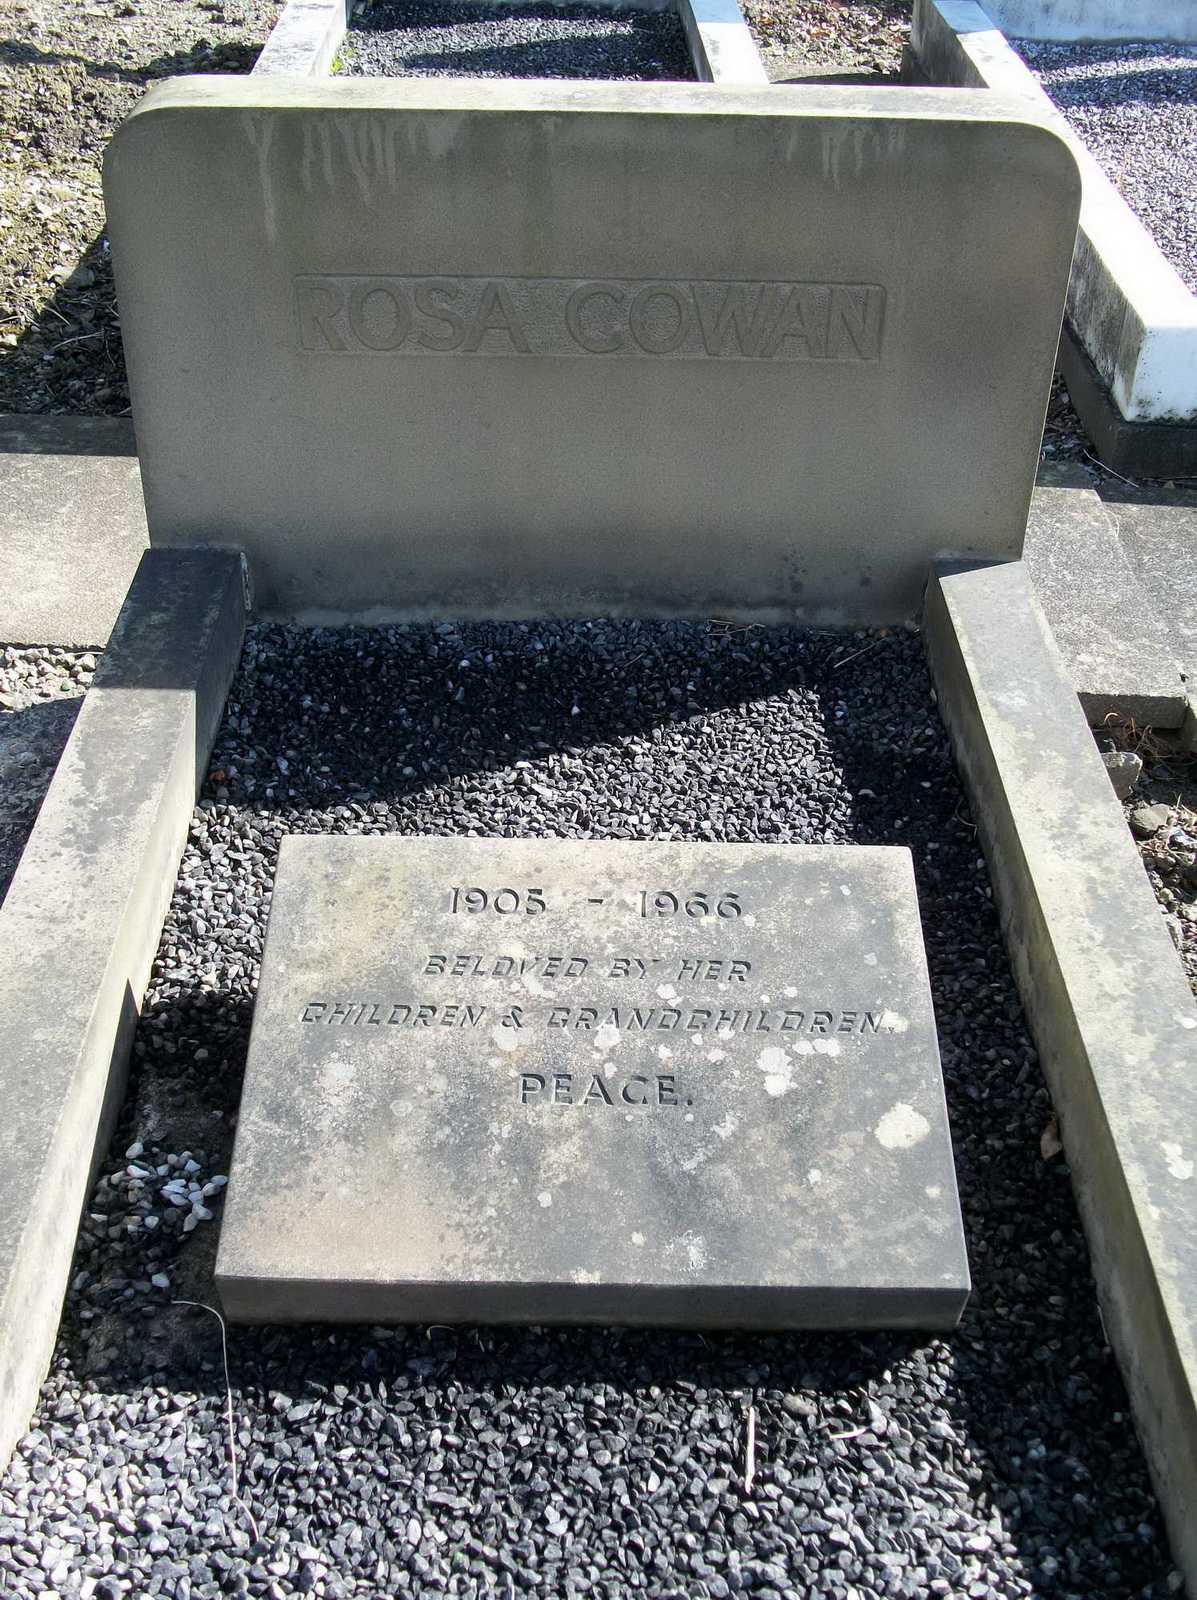 ROSA COWAN
1905 - 1966
BELOVED BY HER
CHILDREN & GRANDCHILDREN.
PEACE.